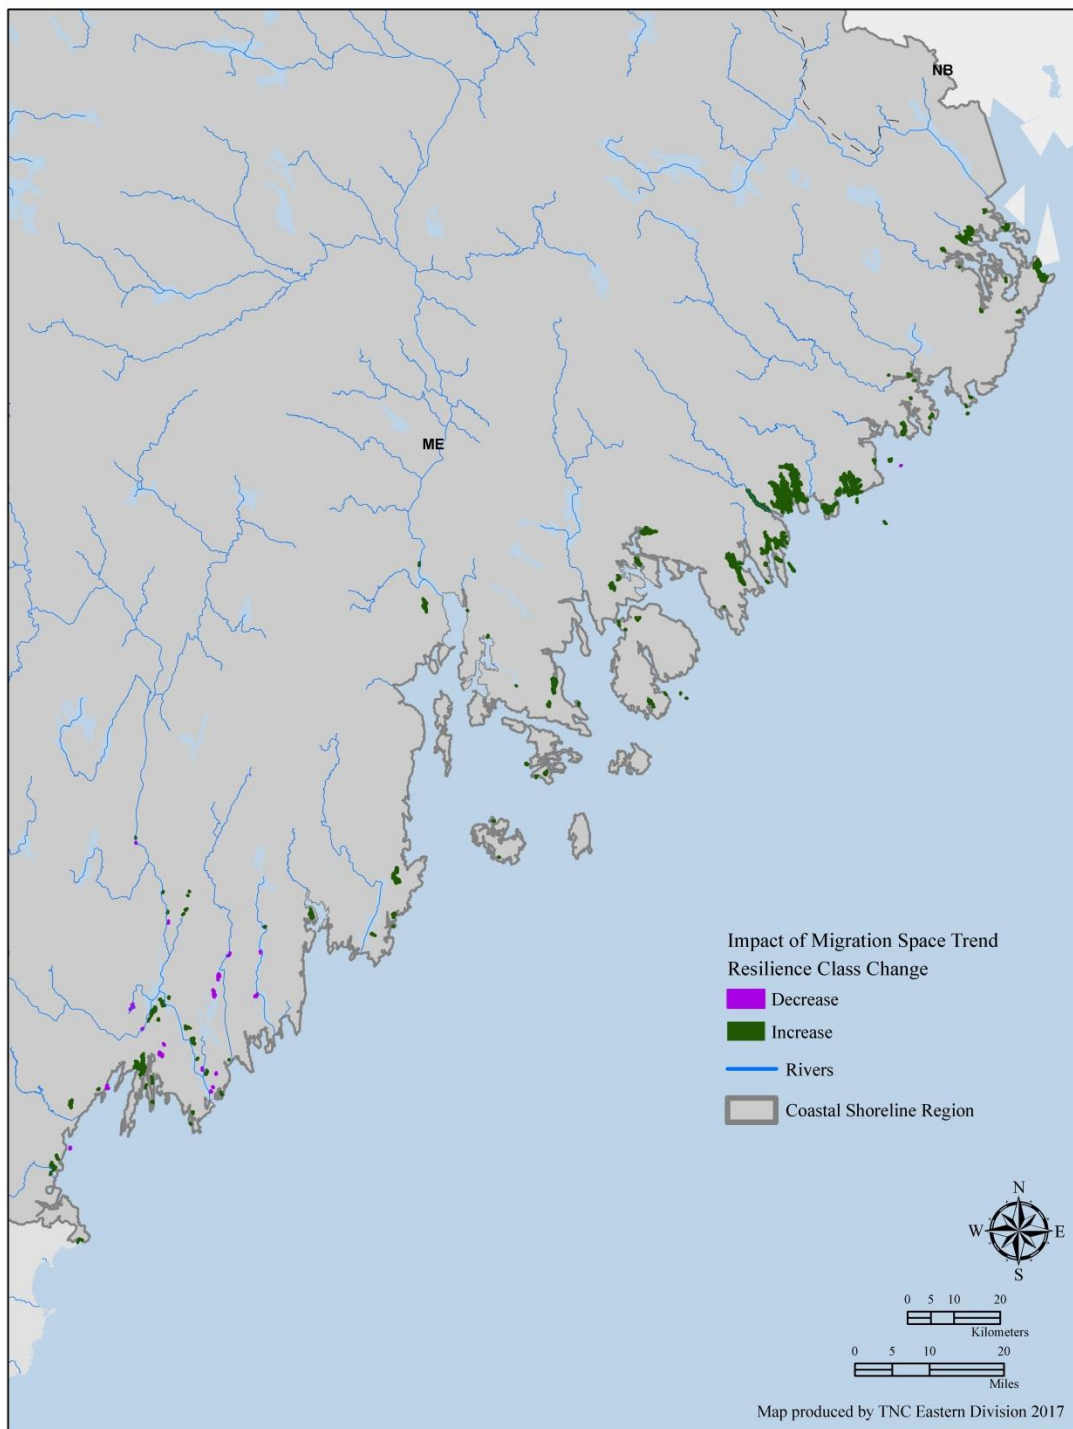 NB
ME
Impact of Migration Space Trend
Resilience Class Change
Decrease
Increase
Rivers
Coastal Shoreline Region
N
W E
S
0 5 10 20
Kilometers
0 5 10 20
Miles
Map produced by TNC Eastern Division 2017